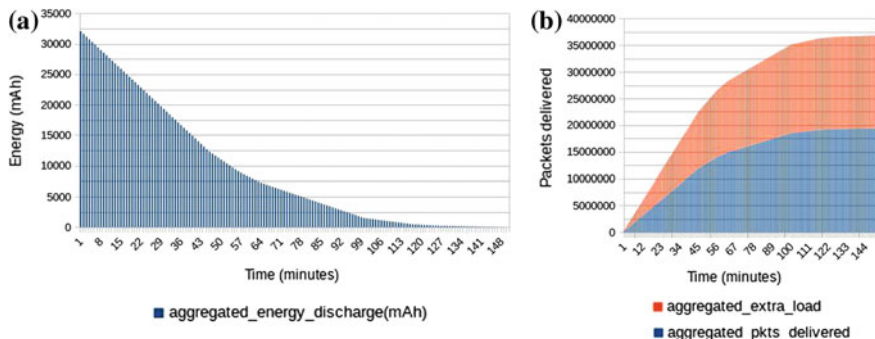 (a)
35000
30000
25000
20000
15000
10000
5000
0
Energy (mAh)
1 8 15 22 29 36 43 50 57 64 71 78 85 92 99 106 113 120 127 134 141 148
Time (minutes)
aggregated_energy_discharge(mAh)
(b)
40000000
35000000
30000000
25000000
20000000
15000000
10000000
5000000
0
Packets delivered
1 12 23 34 45 56 67 78 89 100 111 122 133 144
Time (minutes)
aggregated_extra_load
aggregated_pkts_delivered